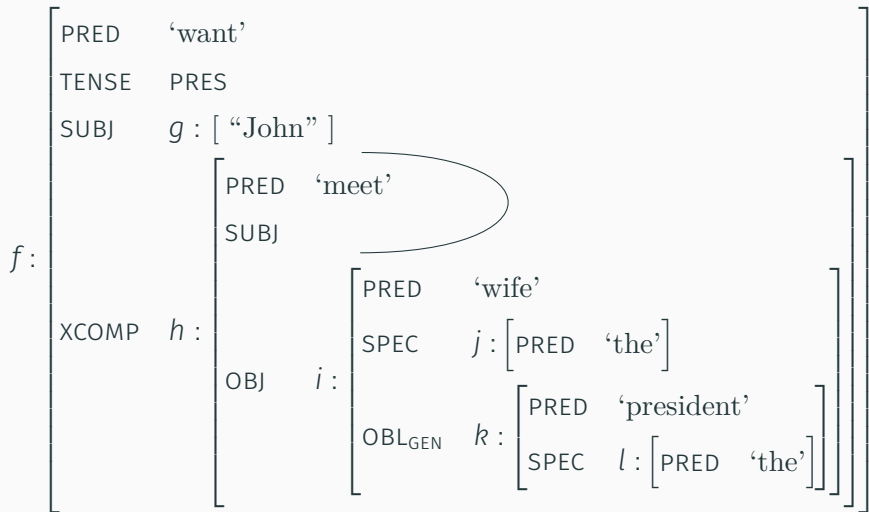 PRED ‘want’
TENSE PRES
SUBJ g : [ “John” ]
PRED ‘meet’
SUBJ
f :
PRED ‘wife’
XCOMP h :
SPEC j : [PRED ‘the’]
OBJ i :
PRED ‘president’
OBL_GEN k :
SPEC l : [PRED ‘the’]